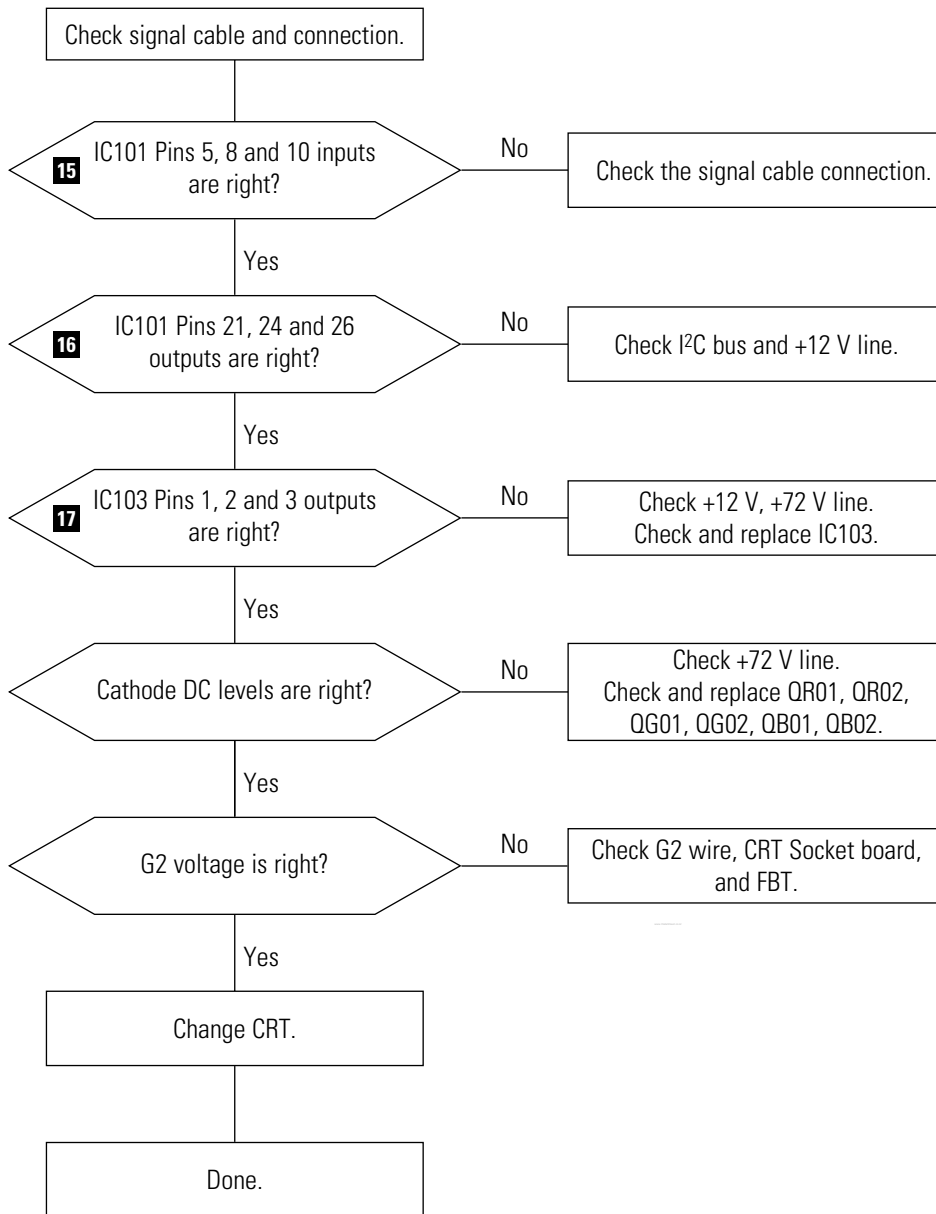 Check signal cable and connection.
15
IC101 Pins 5, 8 and 10 inputs
are right?
No
Check the signal cable connection.
Yes
16
IC101 Pins 21, 24 and 26
outputs are right?
No
Check I²C bus and +12 V line.
Yes
17
IC103 Pins 1, 2 and 3 outputs
are right?
No
Check +12 V, +72 V line.
Check and replace IC103.
Yes
Cathode DC levels are right?
No
Check +72 V line.
Check and replace QR01, QR02,
QG01, QG02, QB01, QB02.
Yes
G2 voltage is right?
No
Check G2 wire, CRT Socket board,
and FBT.
Yes
Change CRT.
Done.